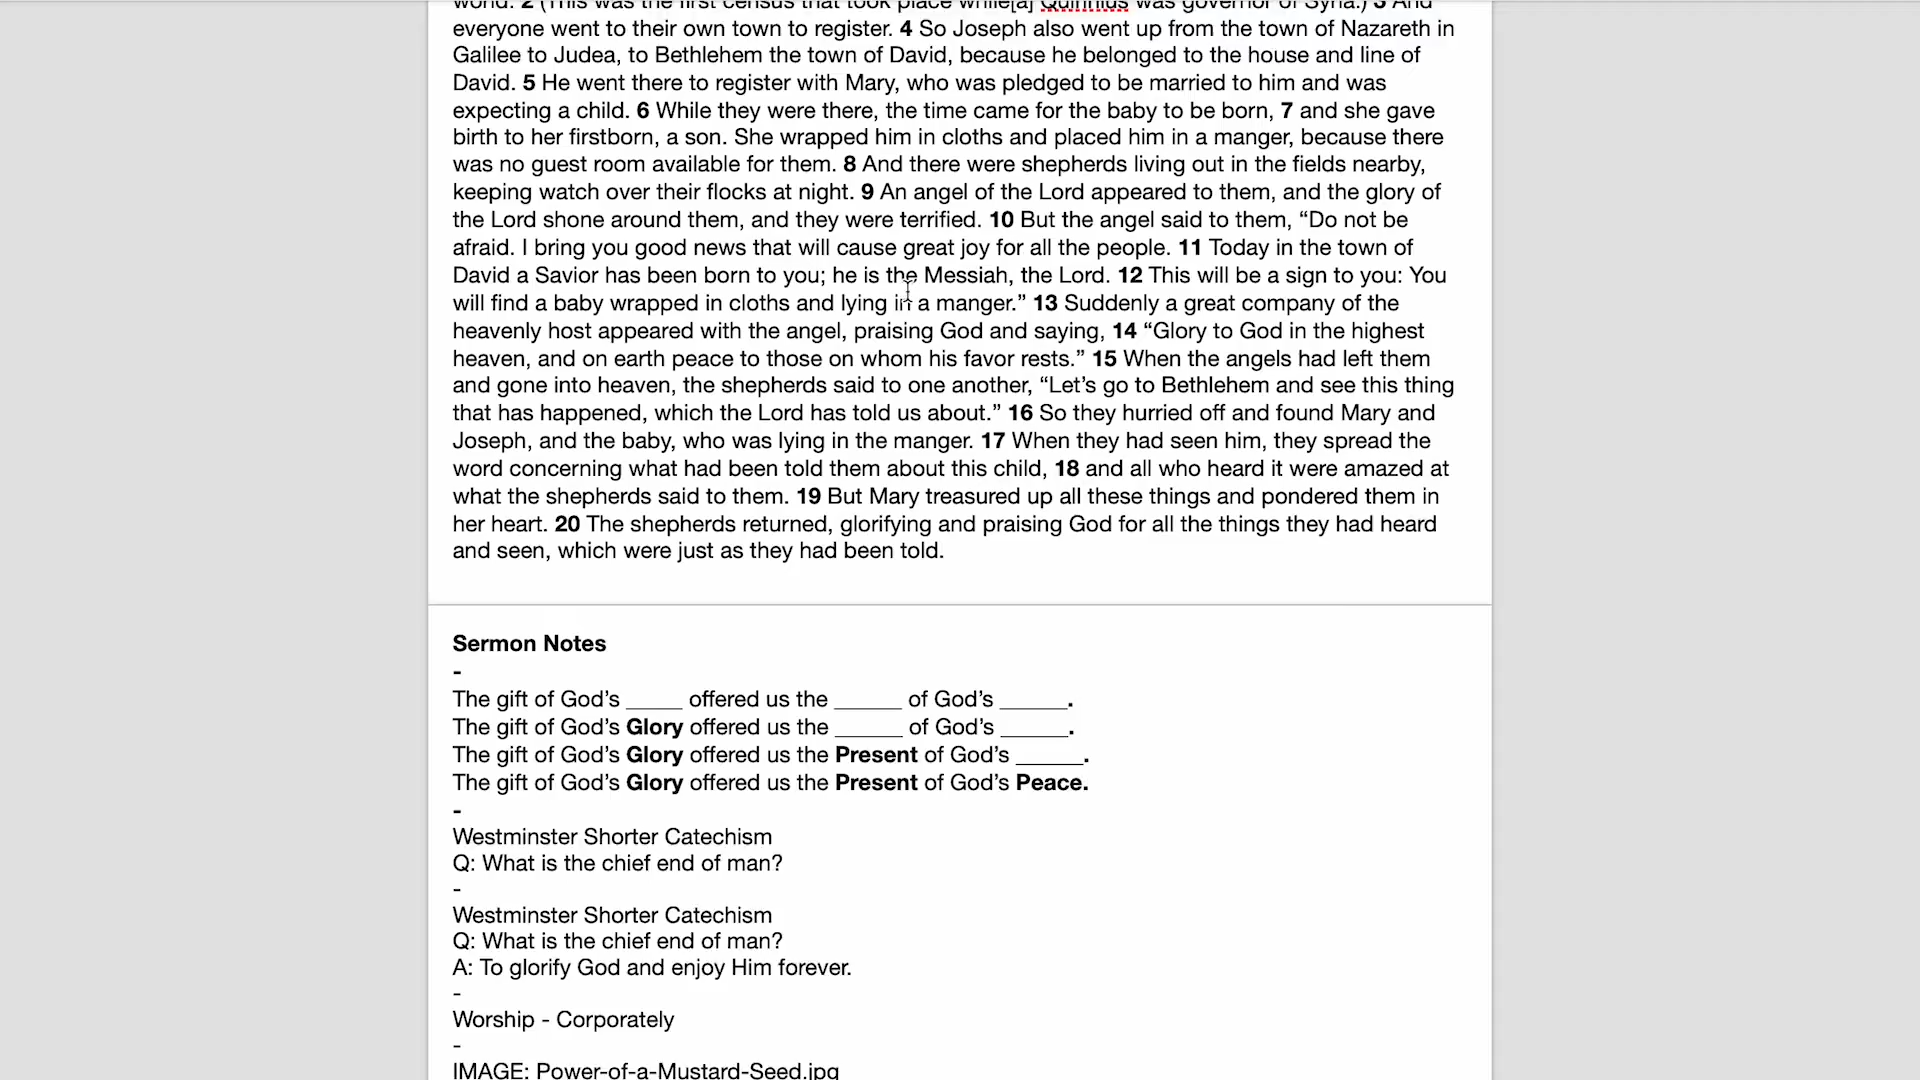 world. 2 (This was the first census that took place while[a] Quirinius was governor of Syria.) 3 And
everyone went to their own town to register. 4 So Joseph also went up from the town of Nazareth in
Galilee to Judea, to Bethlehem the town of David, because he belonged to the house and line of
David. 5 He went there to register with Mary, who was pledged to be married to him and was
expecting a child. 6 While they were there, the time came for the baby to be born, 7 and she gave
birth to her firstborn, a son. She wrapped him in cloths and placed him in a manger, because there
was no guest room available for them. 8 And there were shepherds living out in the fields nearby,
keeping watch over their flocks at night. 9 An angel of the Lord appeared to them, and the glory of
the Lord shone around them, and they were terrified. 10 But the angel said to them, “Do not be
afraid. I bring you good news that will cause great joy for all the people. 11 Today in the town of
David a Savior has been born to you; he is the Messiah, the Lord. 12 This will be a sign to you: You
will find a baby wrapped in cloths and lying in a manger.” 13 Suddenly a great company of the
heavenly host appeared with the angel, praising God and saying, 14 “Glory to God in the highest
heaven, and on earth peace to those on whom his favor rests.” 15 When the angels had left them
and gone into heaven, the shepherds said to one another, “Let’s go to Bethlehem and see this thing
that has happened, which the Lord has told us about.” 16 So they hurried off and found Mary and
Joseph, and the baby, who was lying in the manger. 17 When they had seen him, they spread the
word concerning what had been told them about this child, 18 and all who heard it were amazed at
what the shepherds said to them. 19 But Mary treasured up all these things and pondered them in
her heart. 20 The shepherds returned, glorifying and praising God for all the things they had heard
and seen, which were just as they had been told.
Sermon Notes
-
The gift of God’s _____ offered us the ______ of God’s ______.
The gift of God’s Glory offered us the ______ of God’s ______.
The gift of God’s Glory offered us the Present of God’s ______.
The gift of God’s Glory offered us the Present of God’s Peace.
-
Westminster Shorter Catechism
Q: What is the chief end of man?
-
Westminster Shorter Catechism
Q: What is the chief end of man?
A: To glorify God and enjoy Him forever.
-
Worship - Corporately
-
IMAGE: Power-of-a-Mustard-Seed.jpg